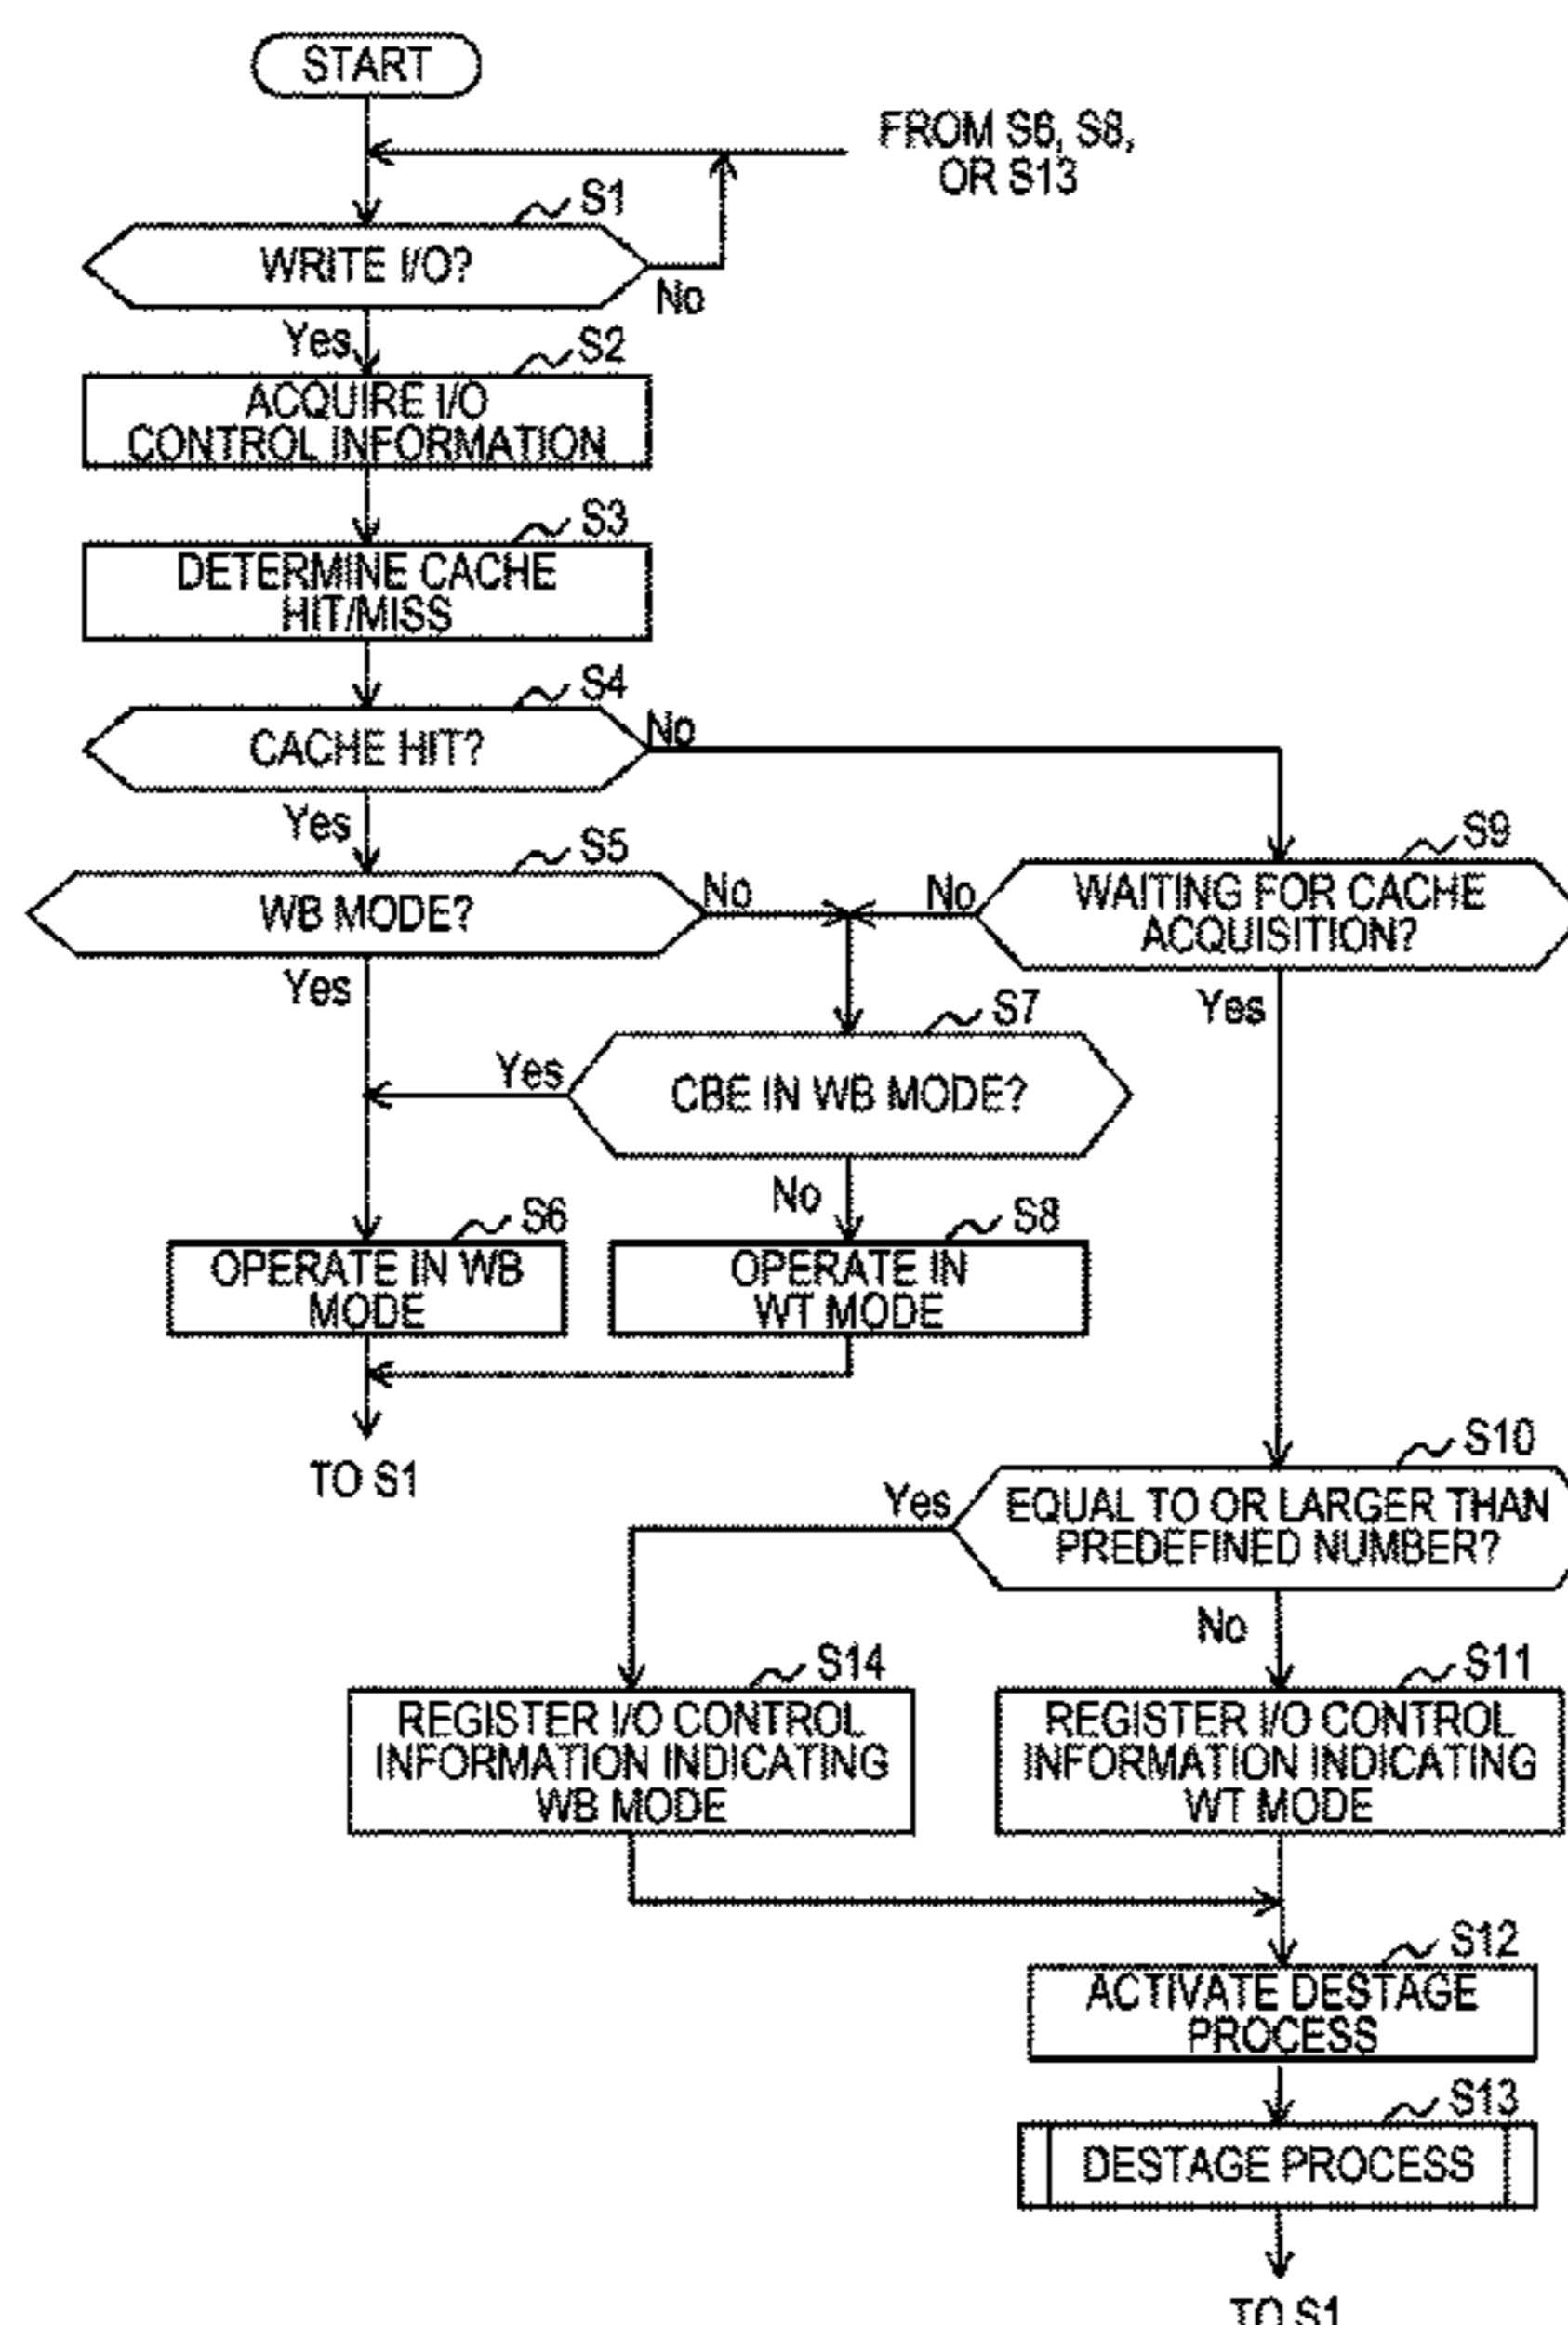 START
FROM S6, S8,
OR S13
S1
WRITE I/O?
No
Yes
S2
ACQUIRE I/O
CONTROL INFORMATION
S3
DETERMINE CACHE
HIT/MISS
S4
CACHE HIT?
No
Yes
S5
WB MODE?
No
Yes
S9
WAITING FOR CACHE
ACQUISITION?
No
Yes
S7
CBE IN WB MODE?
Yes
No
S6
OPERATE IN WB
MODE
S8
OPERATE IN
WT MODE
TO S1
S10
EQUAL TO OR LARGER THAN
PREDEFINED NUMBER?
Yes
No
S14
REGISTER I/O CONTROL
INFORMATION INDICATING
WB MODE
S11
REGISTER I/O CONTROL
INFORMATION INDICATING
WT MODE
S12
ACTIVATE DESTAGE
PROCESS
S13
DESTAGE PROCESS
TO S1